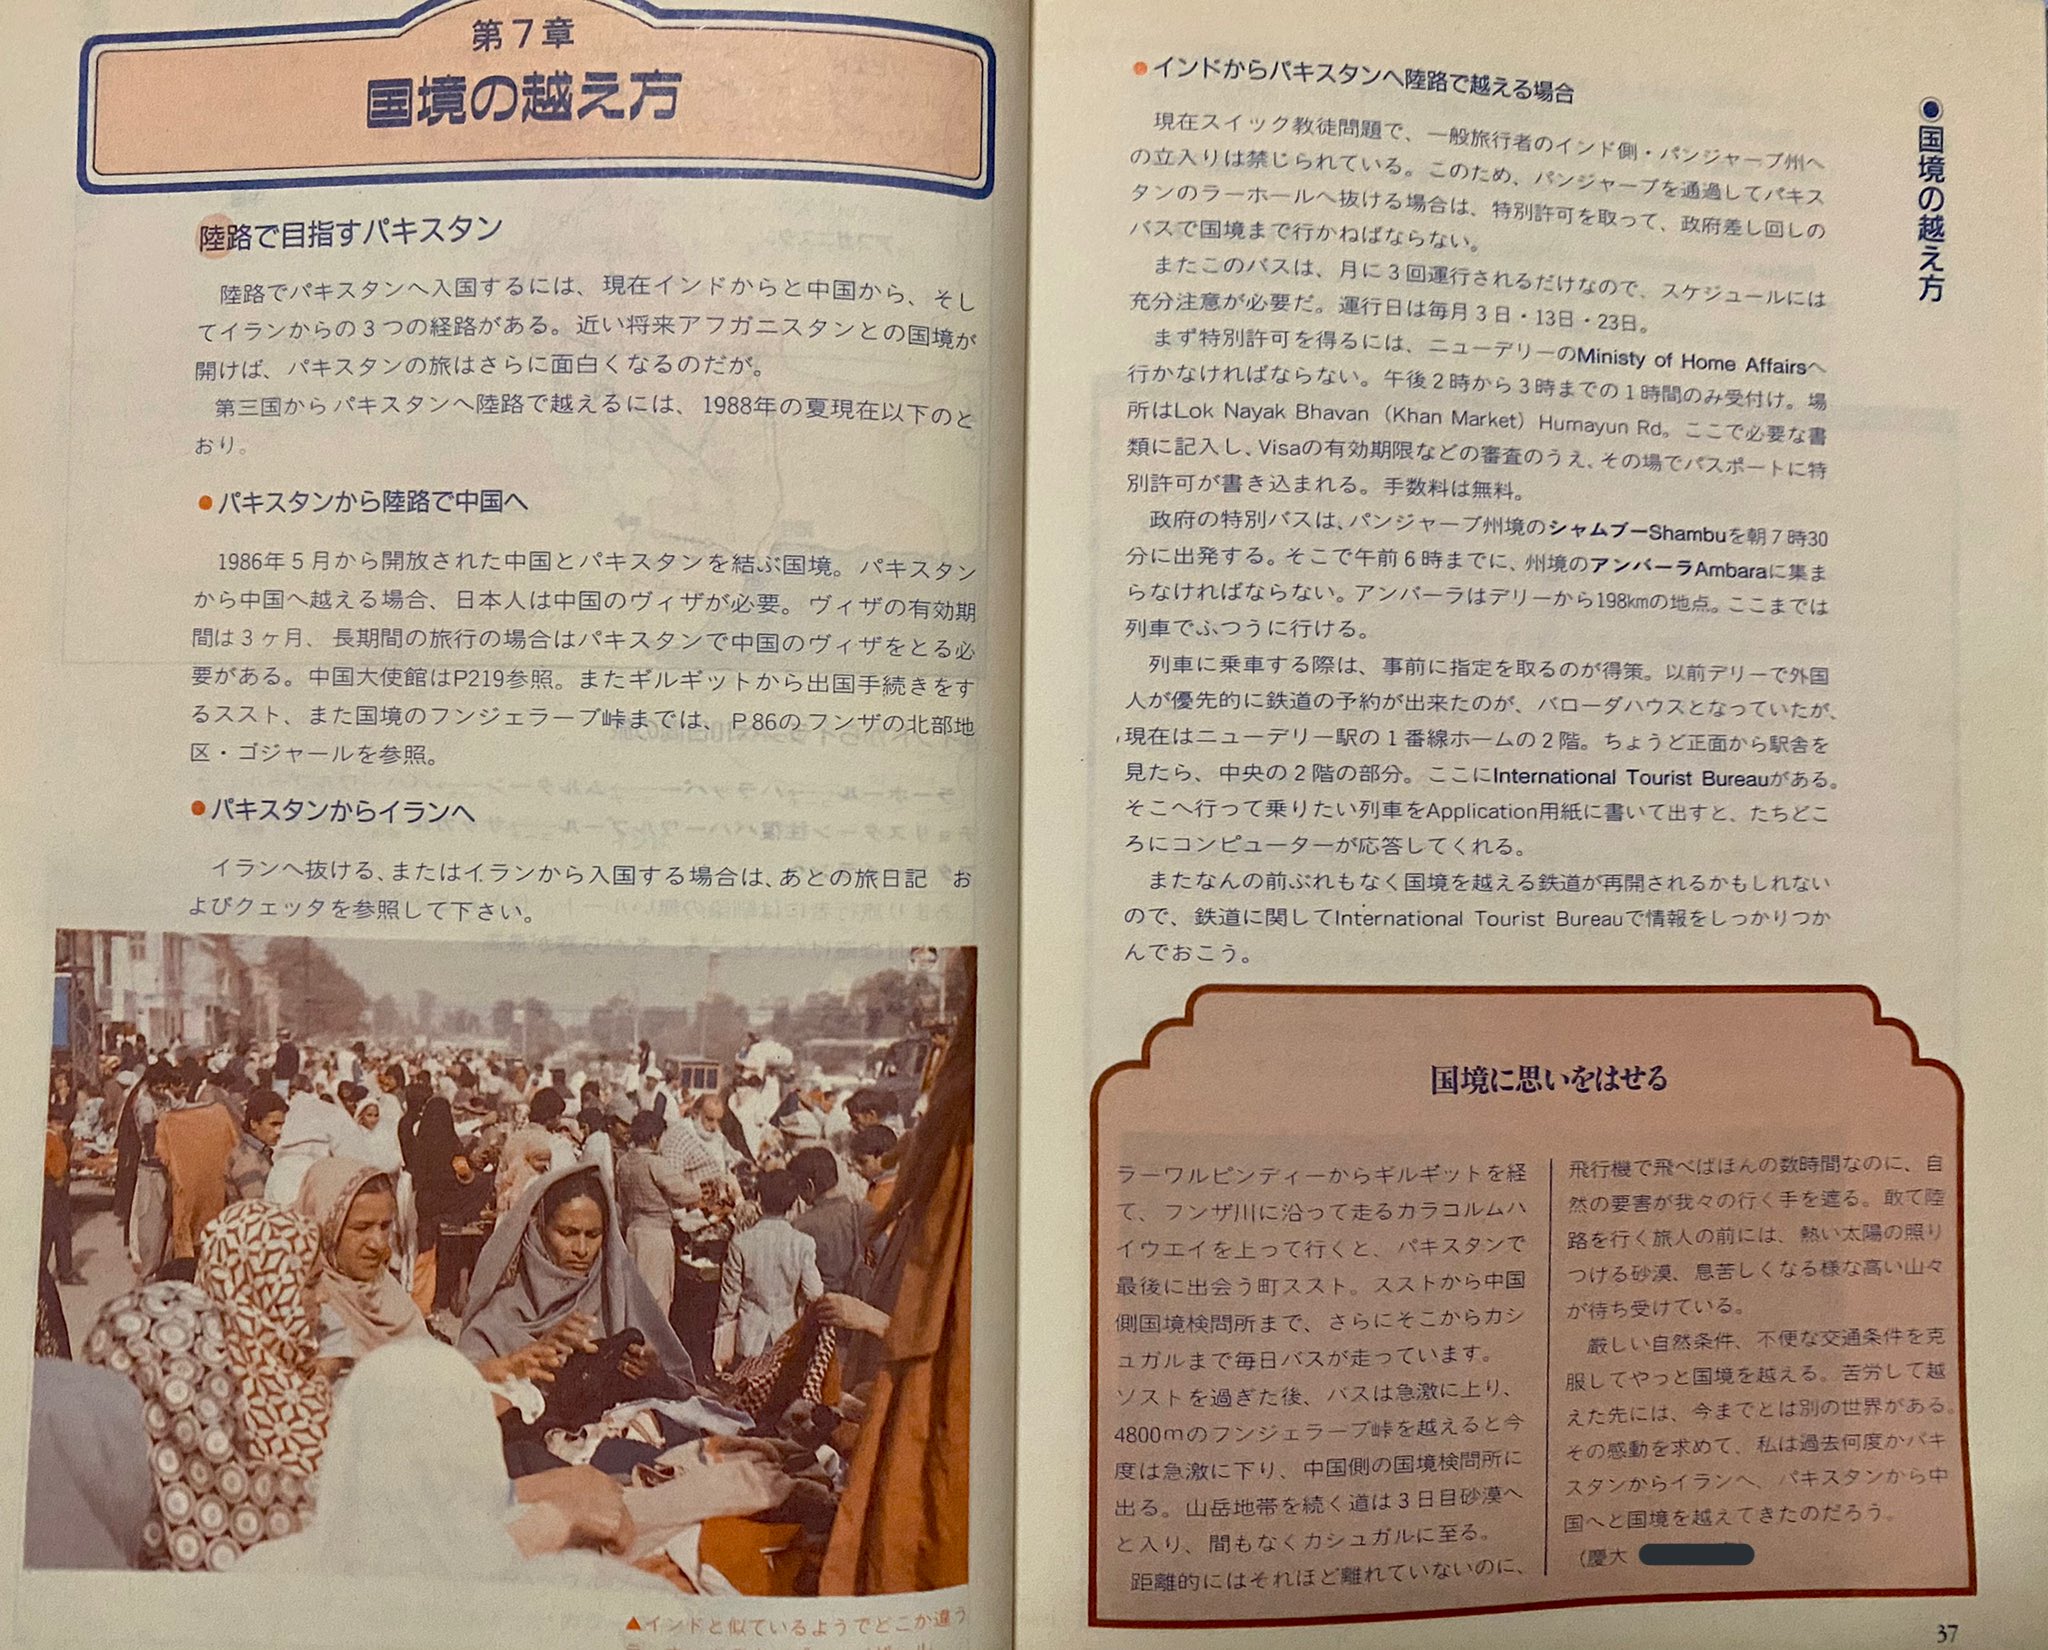 第7章
国境の越え方
陸路で目指すパキスタン
陸路でパキスタンへ入国するには、現在インドからと中国から、そし
てイランからの3つの経路がある。近い将来アフガニスタンとの国境が
開けば、パキスタンの旅はさらに面白くなるのだが。
第三国からパキスタンへ陸路で越えるには、1988年の夏現在以下のと
おり。
●パキスタンから陸路で中国へ
1986年5月から開放された中国とパキスタンを結ぶ国境。パキスタン
から中国へ越える場合、日本人は中国のヴィザが必要。ヴィザの有効期
間は3ヶ月、長期間の旅行の場合はパキスタンで中国のヴィザをとる必
要がある。中国大使館はP219参照。またギルギットから出国手続きをす
るススト、また国境のフンジェラーブ峠までは、P86のフンザの北部地
区・ゴジャールを参照。
●パキスタンからイランへ
イランへ抜ける、またはイランから入国する場合は、あとの旅日記 お
よびクェッタを参照して下さい。
▲インドと似ているようでどこか違う
●インドからパキスタンへ陸路で越える場合
現在スイック教徒問題で、一般旅行者のインド側・パンジャーブ州へ
の立入りは禁じられている。このため、パンジャーブを通過してパキス
タンのラーホールへ抜ける場合は、特別許可を取って、政府差し回しの
バスで国境まで行かねばならない。
またこのバスは、月に3回運行されるだけなので、スケジュールには
充分注意が必要だ。運行日は毎月3日・13日・23日。
まず特別許可を得るには、ニューデリーのMinisty of Home Affairsへ
行かなければならない。午後2時から3時までの1時間のみ受付け。場
所はLok Nayak Bhavan（Khan Market）Humayun Rd。ここで必要な書
類に記入し、Visaの有効期限などの審査のうえ、その場でパスポートに特
別許可が書き込まれる。手数料は無料。
政府の特別バスは、パンジャーブ州境のシャムブーShambuを朝7時30
分に出発する。そこで午前6時までに、州境のアンバーラAmbaraに集ま
らなければならない。アンバーラはデリーから198kmの地点。ここまでは
列車でふつうに行ける。
列車に乗車する際は、事前に指定を取るのが得策。以前デリーで外国
人が優先的に鉄道の予約が出来たのが、バローダハウスとなっていたが、
現在はニューデリー駅の1番線ホームの2階。ちょうど正面から駅舎を
見たら、中央の2階の部分。ここにInternational Tourist Bureauがある。
そこへ行って乗りたい列車をApplication用紙に書いて出すと、たちどこ
ろにコンピューターが応答してくれる。
またなんの前ぶれもなく国境を越える鉄道が再開されるかもしれない
ので、鉄道に関してInternational Tourist Bureauで情報をしっかりつか
んでおこう。
◉国境の越え方
国境に思いをはせる
ラーワルピンディーからギルギットを経
て、フンザ川に沿って走るカラコルムハ
イウエイを上って行くと、パキスタンで
最後に出会う町ススト。ススト​から中国
側国境検問所まで、さらにそこからカシ
ュガルまで毎日バスが走っています。
ソストを過ぎた後、バスは急激に上り、
4800mのフンジェラーブ峠を越えると今
度は急激に下り、中国側の国境検問所に
出る。山岳地帯を続く道は3日目砂漠へ
と入り、間もなくカシュガルに至る。
距離的にはそれほど離れていないのに、
飛行機で飛べばほんの数時間なのに、自
然の要害が我々の行く手を遮る。敢て陸
路を行く旅人の前には、熱い太陽の照り
つける砂漠、息苦しくなる様な高い山々
が待ち受けている。
厳しい自然条件、不便な交通条件を克
服してやっと国境を越える。苦労して越
えた先には、今までとは別の世界がある。
その感動を求めて、私は過去何度かパキ
スタンからイランへ、パキスタンから中
国へと国境を越えてきたのだろう。
（慶大
37